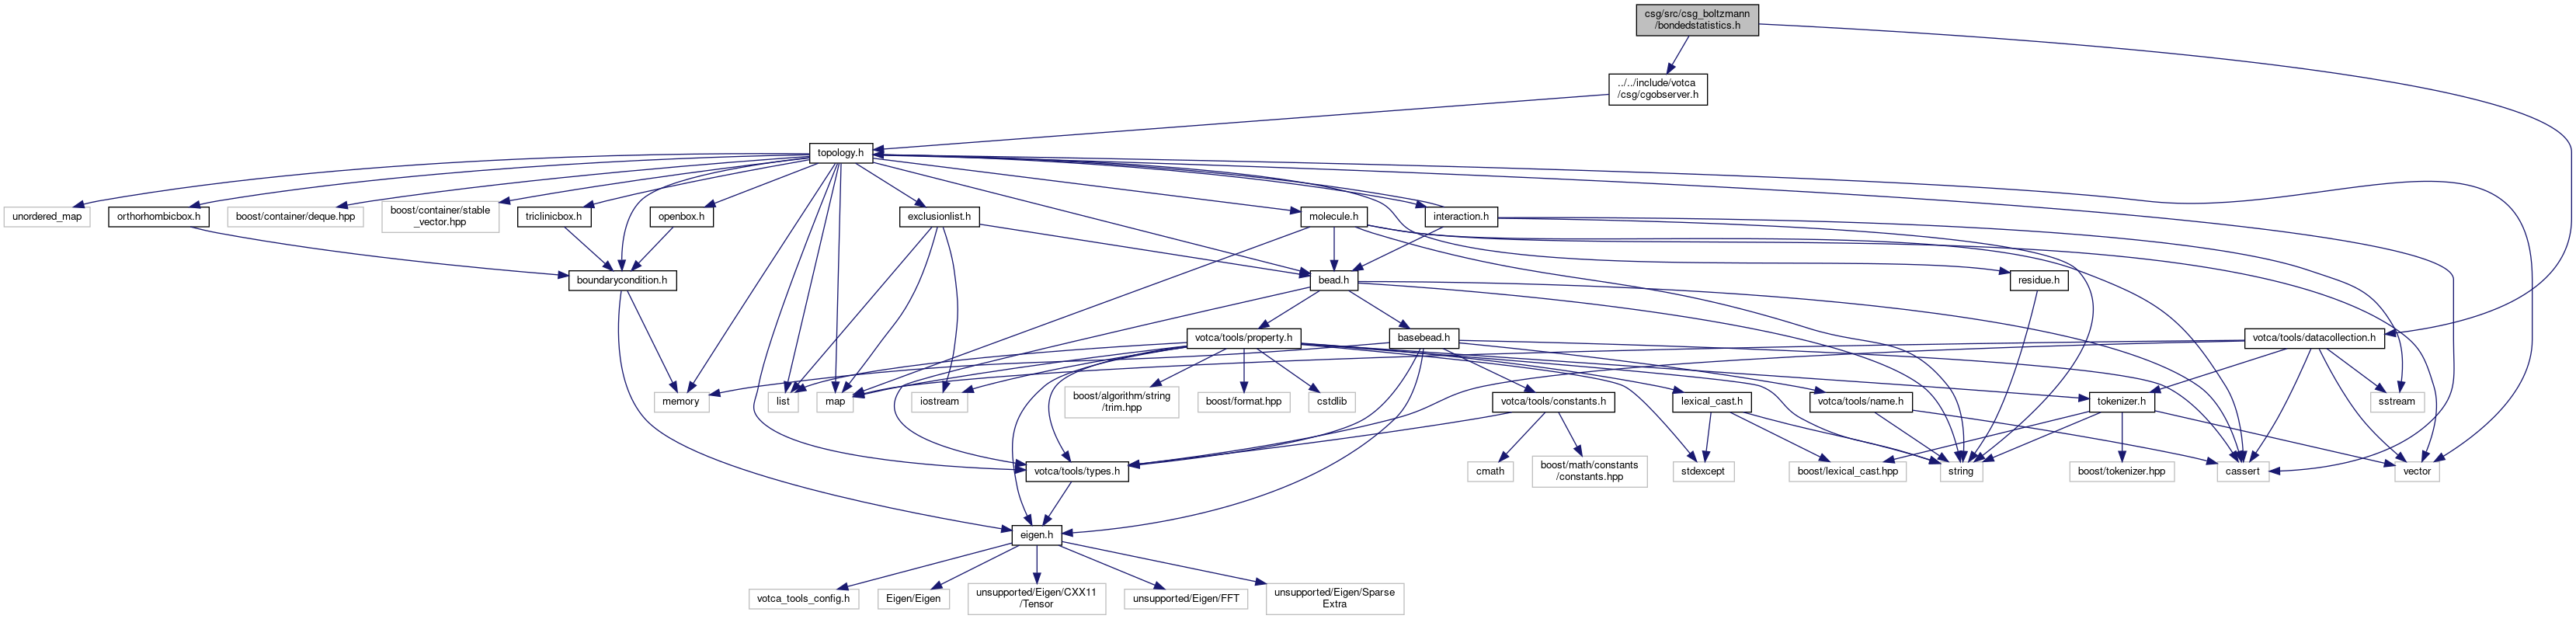 csg/src/csg_boltzmann
/bondedstatistics.h
../../include/votca
/csg/cgobserver.h
topology.h
unordered_map
orthorhombicbox.h
boost/container/deque.hpp
boost/container/stable
_vector.hpp
triclinicbox.h
openbox.h
exclusionlist.h
molecule.h
interaction.h
boundarycondition.h
bead.h
residue.h
votca/tools/property.h
basebead.h
votca/tools/datacollection.h
memory
list
map
iostream
boost/algorithm/string
/trim.hpp
boost/format.hpp
cstdlib
votca/tools/constants.h
lexical_cast.h
votca/tools/name.h
tokenizer.h
sstream
votca/tools/types.h
cmath
boost/math/constants
/constants.hpp
stdexcept
boost/lexical_cast.hpp
string
boost/tokenizer.hpp
cassert
vector
eigen.h
votca_tools_config.h
Eigen/Eigen
unsupported/Eigen/CXX11
/Tensor
unsupported/Eigen/FFT
unsupported/Eigen/Sparse
Extra